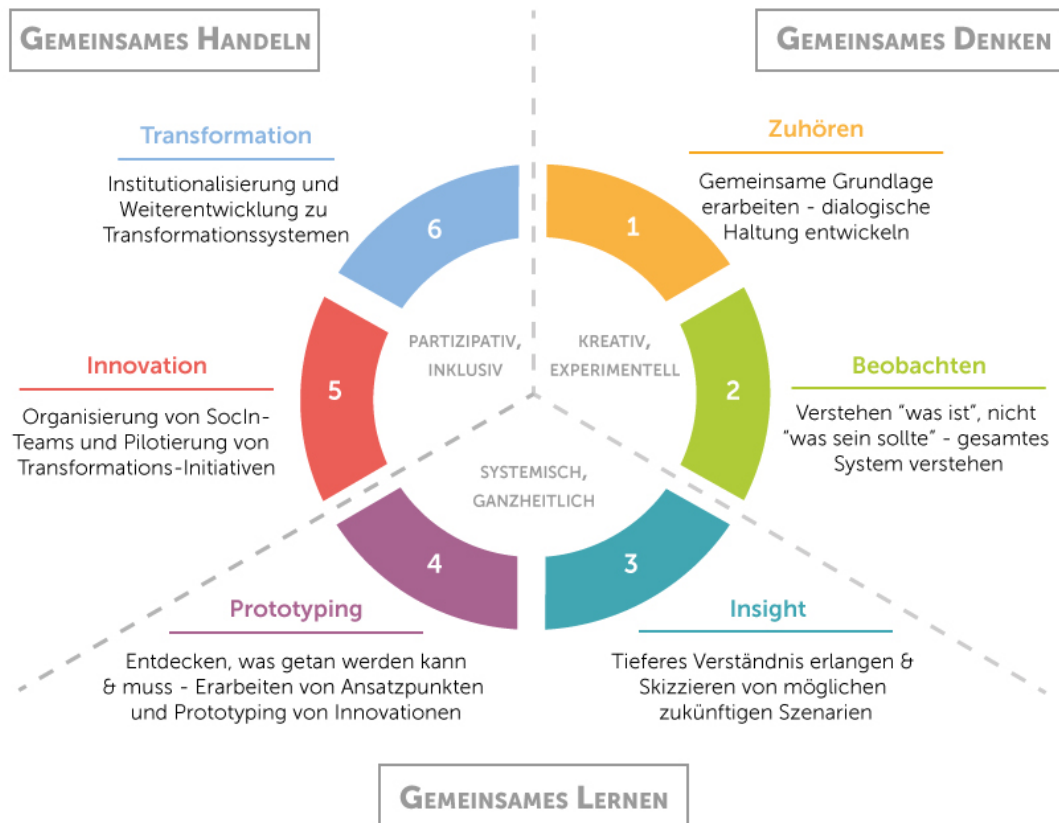 GEMEINSAMES HANDELN
GEMEINSAMES DENKEN
Transformation
Institutionalisierung und
Weiterentwicklung zu
Transformationssystemen
6
Zuhören
Gemeinsame Grundlage
erarbeiten - dialogische
Haltung entwickeln
1
Innovation
Organisierung von SocIn-
Teams und Pilotierung von
Transformations-Initiativen
5
PARTIZIPATIV,
INKLUSIV
KREATIV,
EXPERIMENTELL
2
Beobachten
Verstehen “was ist”, nicht
“was sein sollte” - gesamtes
System verstehen
SYSTEMISCH,
GANZHEITLICH
4
Prototyping
Entdecken, was getan werden kann
& muss - Erarbeiten von Ansatzpunkten
und Prototyping von Innovationen
3
Insight
Tieferes Verständnis erlangen &
Skizzieren von möglichen
zukünftigen Szenarien
GEMEINSAMES LERNEN